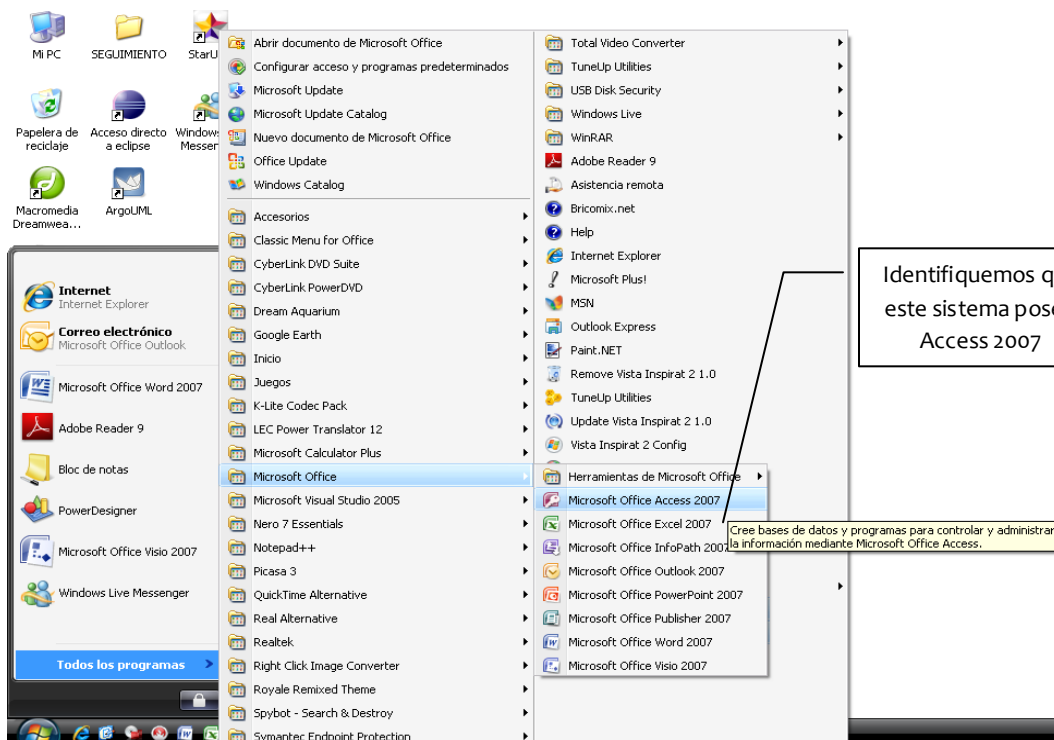 Mi PC
SEGUIMIENTO
Papelera de
reciclaje
Acceso directo
a eclipse
Messen
Macromedia
Dreamwea...
ArgoUML
Internet
Internet Explorer
Correo electrónico
Microsoft Office Outlook
Microsoft Office Word 2007
Adobe Reader 9
Bloc de notas
PowerDesigner
Microsoft Office Visio 2007
Windows Live Messenger
Todos los programas
Abrir documento de Microsoft Office
Configurar acceso y programas predeterminados
Microsoft Update
Microsoft Update Catalog
Nuevo documento de Microsoft Office
Office Update
Windows Catalog
Accesorios
Classic Menu for Office
CyberLink DVD Suite
CyberLink PowerDVD
Dream Aquarium
Google Earth
Inicio
Juegos
K-Lite Codec Pack
LEC Power Translator 12
Microsoft Calculator Plus
Microsoft Office
Microsoft Visual Studio 2005
Nero 7 Essentials
Notepad++
Picasa 3
QuickTime Alternative
Real Alternative
Realtek
Right Click Image Converter
Royale Remixed Theme
Spybot - Search & Destroy
Symantec Endpoint Protection
Total Video Converter
TuneUp Utilities
USB Disk Security
Windows Live
WinRAR
Adobe Reader 9
Asistencia remota
Bricomix.net
Help
Internet Explorer
Microsoft Plus!
MSN
Outlook Express
Paint.NET
Remove Vista Inspirat 2 1.0
TuneUp Utilities
Update Vista Inspirat 2 1.0
Vista Inspirat 2 Config
Herramientas de Microsoft Office
Microsoft Office Access 2007
Microsoft Office Excel 2007
Microsoft Office InfoPath 2007
Microsoft Office Outlook 2007
Microsoft Office PowerPoint 2007
Microsoft Office Publisher 2007
Microsoft Office Word 2007
Microsoft Office Visio 2007
Cree bases de datos y programas para controlar y administrar
la información mediante Microsoft Office Access.
Identifiquemos
este sistema
Access 2007